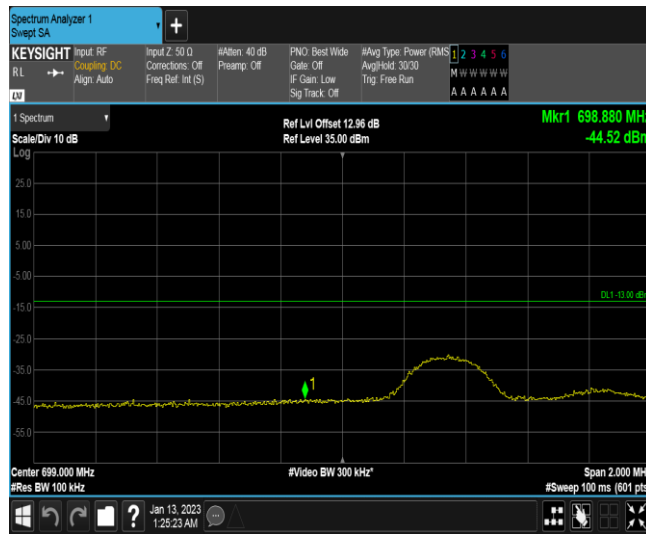 Spectrum Analyzer 1
Swept SA
KEYSIGHT
RL
LXI
Input: RF
Coupling: DC
Align: Auto
Input Z: 50 Ω
Corrections: Off
Freq Ref: Int (S)
#Atten: 40 dB
Preamp: Off
PNO: Best Wide
Gate: Off
IF Gain: Low
Sig Track: Off
#Avg Type: Power (RMS
Avg|Hold: 30/30
Trig: Free Run
1 2 3 4 5 6
M W W W W W
A A A A A A
1 Spectrum
Scale/Div 10 dB
Log
Ref Lvl Offset 12.96 dB
Ref Level 35.00 dBm
Mkr1 698.880 MHz
-44.52 dBm
25.0
15.0
5.00
-5.00
-15.0
-25.0
-35.0
-45.0
-55.0
DL1 -13.00 dBm
1
Center 699.000 MHz
#Res BW 100 kHz
#Video BW 300 kHz*
Span 2.000 MHz
#Sweep 100 ms (601 pts
?
Jan 13, 2023
1:25:23 AM